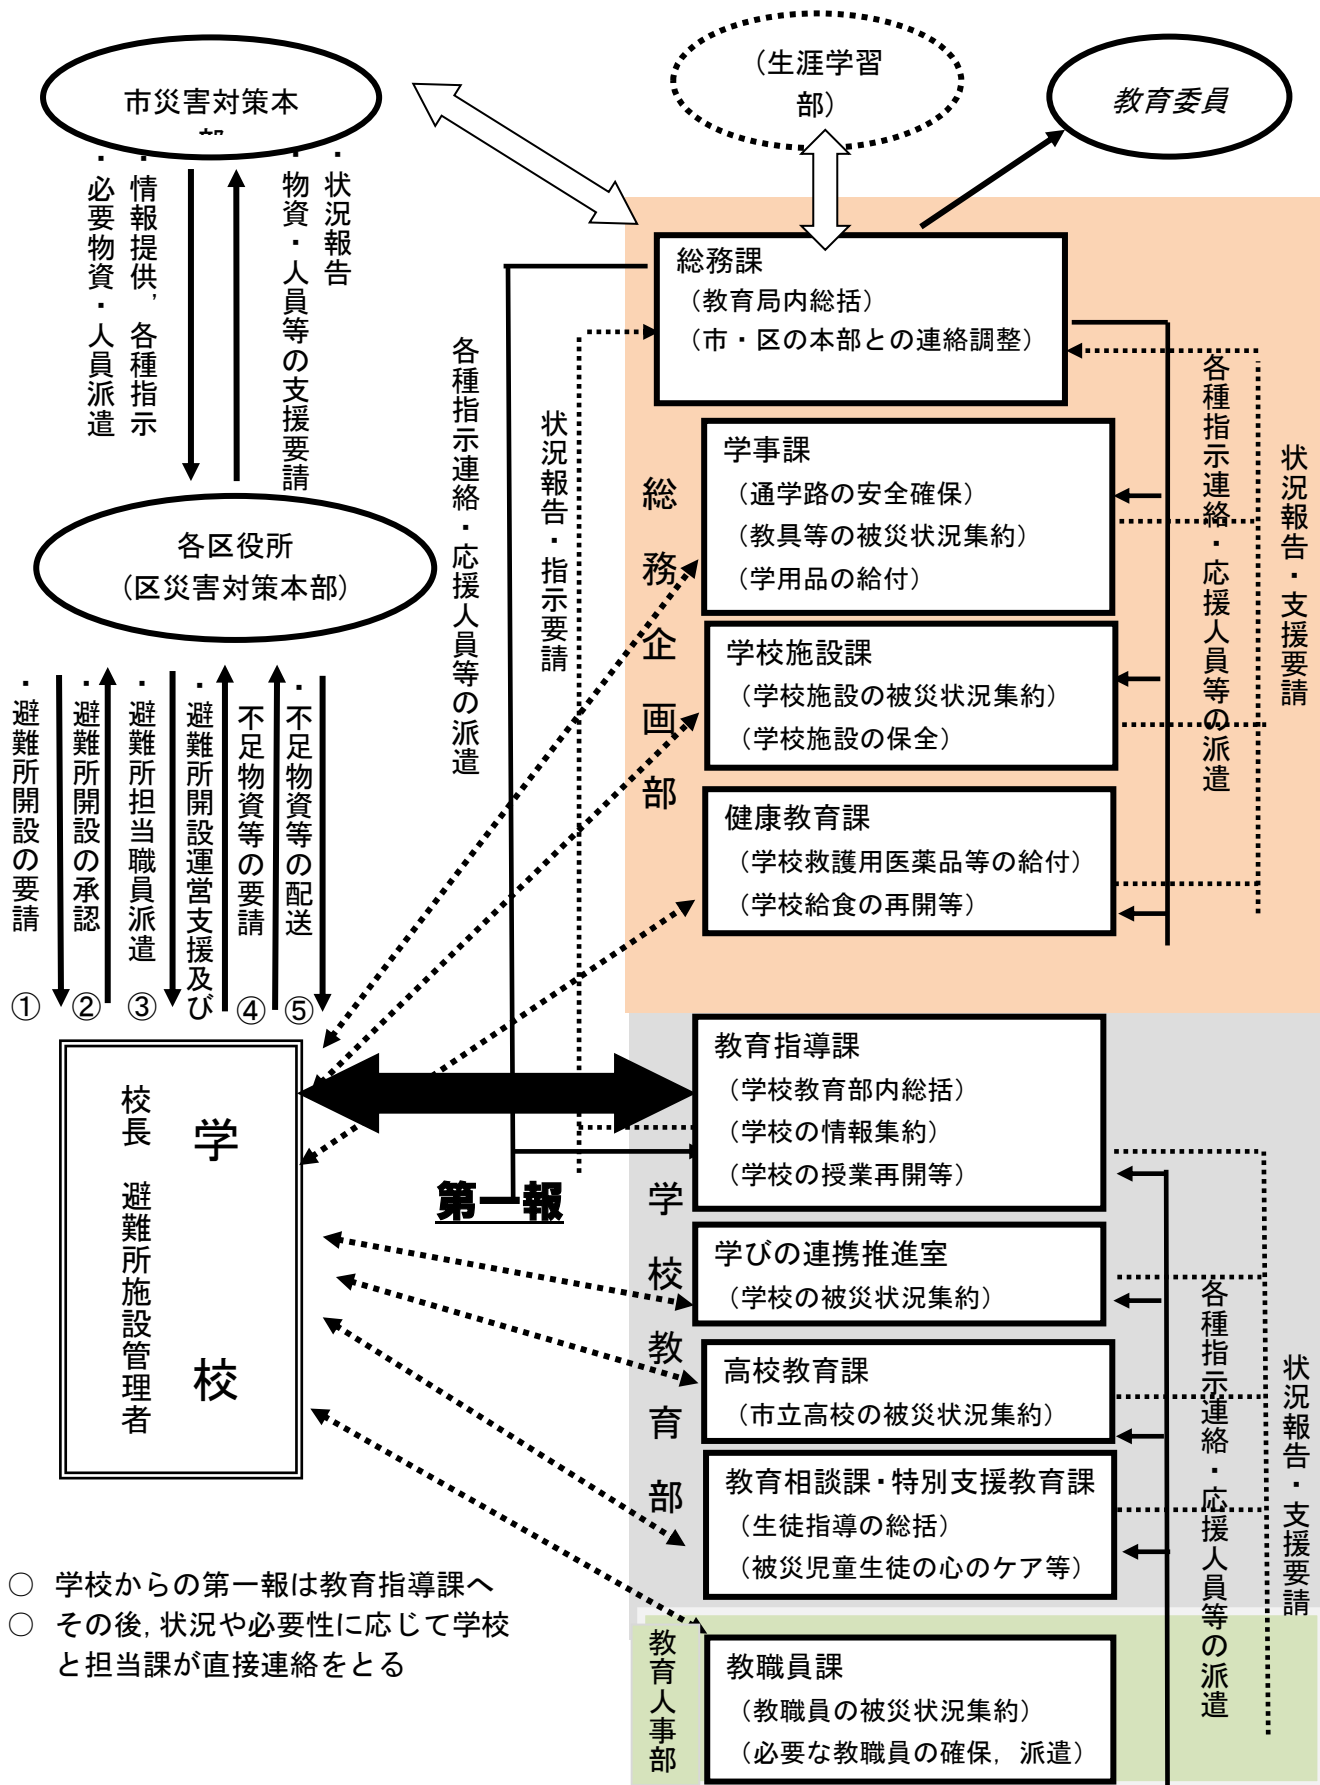 市災害対策本
(生涯学習
部)
教育委員
・必要物資・人員派遣
・情報提供, 各種指示
・物資・人員等の支援要請
・状況報告
各区役所
(区災害対策本部)
総務課
(教育局内総括)
(市・区の本部との連絡調整)
各種指示連絡・応援人員等の派遣
状況報告・指示要請
総務企画部
学事課
(通学路の安全確保)
(教具等の被災状況集約)
(学用品の給付)
学校施設課
(学校施設の被災状況集約)
(学校施設の保全)
健康教育課
(学校救護用医薬品等の給付)
(学校給食の再開等)
各種指示連絡・応援人員等の派遣
状況報告・支援要請
・避難所開設の要請 ①
・避難所開設の承認 ②
・避難所担当職員派遣 ③
・避難所開設運営支援及び
不足物資等の要請 ④
・不足物資等の配送 ⑤
学校
校長 避難所施設管理者
第一報
学校教育部
教育指導課
(学校教育部内総括)
(学校の情報集約)
(学校の授業再開等)
学びの連携推進室
(学校の被災状況集約)
高校教育課
(市立高校の被災状況集約)
教育相談課・特別支援教育課
(生徒指導の総括)
(被災児童生徒の心のケア等)
各種指示連絡・応援人員等の派遣
状況報告・支援要請
教育人事部
教職員課
(教職員の被災状況集約)
(必要な教職員の確保, 派遣)
○ 学校からの第一報は教育指導課へ
○ その後, 状況や必要性に応じて学校
と担当課が直接連絡をとる